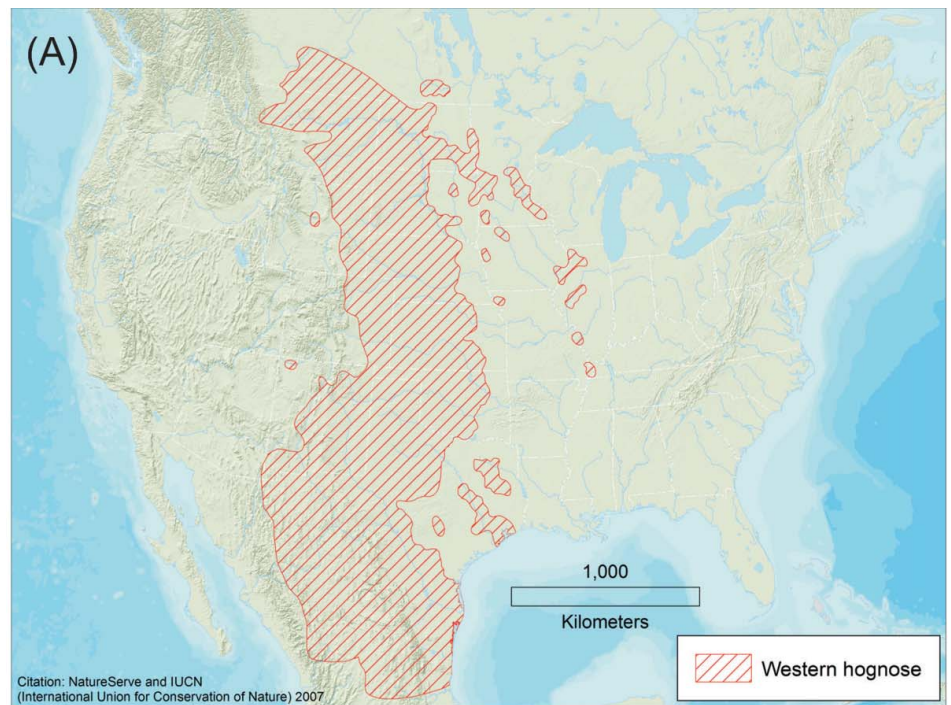 (A)
1,000
Kilometers
Western hognose
Citation: NatureServe and IUCN
(International Union for Conservation of Nature) 2007